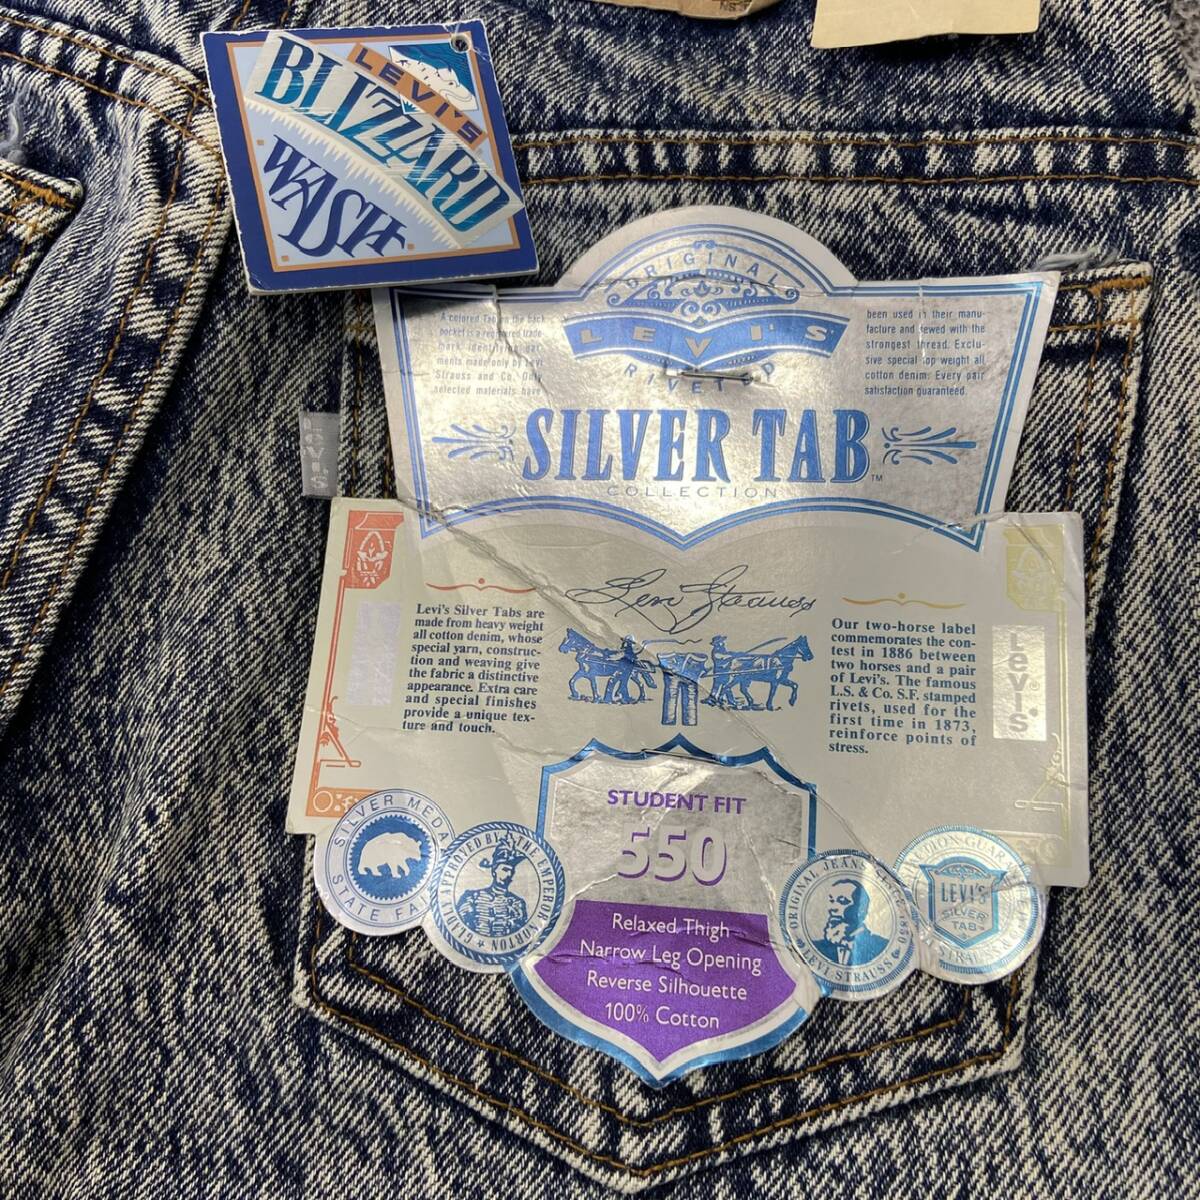 LEVI'S
BLIZZARD
WASH
ORIGINAL
LEVI'S
RIVETED
A colored Tab on the back
pocket is a registered trade-
mark identifying gar-
ments made only by Levi
Strauss and Co. Only
selected materials have
been used in their manu-
facture and sewed with the
strongest thread. Exclu-
sive special top weight all
cotton denim. Every pair
satisfaction guaranteed.
SILVER TAB™
COLLECTION
LEVI'S
Levi Strauss
Levi's Silver Tabs are
made from heavy weight
all cotton denim, whose
special yarn, construc-
tion and weaving give
the fabric a distinctive
appearance. Extra care
and special finishes
provide a unique tex-
ture and touch.
Our two-horse label
commemorates the con-
test in 1886 between
two horses and a pair
of Levi's. The famous
L.S. & Co. S.F. stamped
rivets, used for the
first time in 1873,
reinforce points of
stress.
Levi's
STUDENT FIT
550
Relaxed Thigh
Narrow Leg Opening
Reverse Silhouette
100% Cotton
SILVER MEDAL
STATE FAIR
GLADLY APPROVED BY THE EMPEROR NORTON
ORIGINAL JEANS SINCE 1850
LEVI STRAUSS
LEVI'S
SILVER
TAB